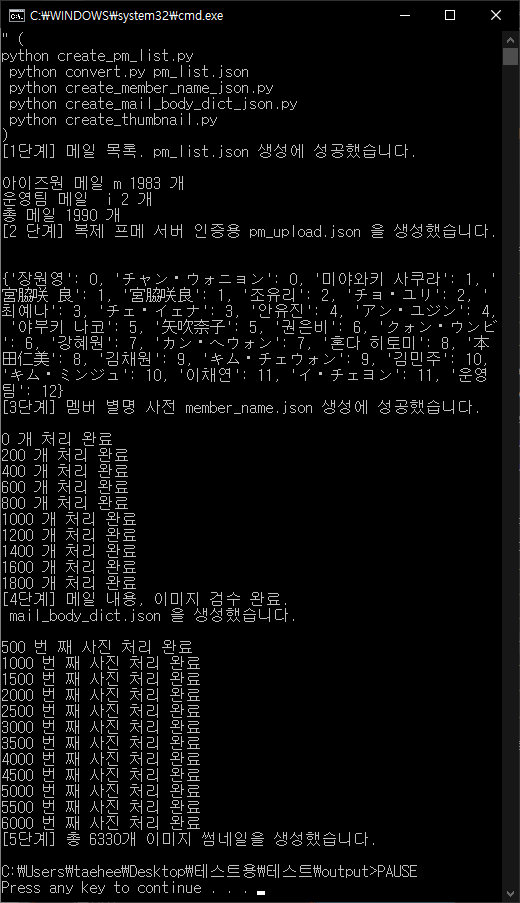 C:₩WINDOWS₩system32₩cmd.exe
" (
python create_pm_list.py
python convert.py pm_list.json
python create_member_name_json.py
python create_mail_body_dict_json.py
python create_thumbnail.py
)
[1단계] 메일 목록, pm_list.json 생성에 성공했습니다.
아이즈원 메일 m 1983 개
운영팀 메일  i 2 개
총 메일 1990 개
[2 단계] 복제 프메 서버 인증용 pm_upload.json 을 생성했습니다.
{'장원영': 0, 'チャン・ウォニョン': 0, '미야와키 사쿠라': 1, '
宮脇咲 良': 1, '宮脇咲良': 1, '조유리': 2, 'チョ・ユリ': 2, '
최예나': 3, 'チェ・イェナ': 3, '안유진': 4, 'アン・ユジン': 4,
'야부키 나코': 5, '矢吹奈子': 5, '권은비': 6, 'クォン・ウンビ
': 6, '강혜원': 7, 'カン・ヘウォン': 7, '혼다 히토미': 8, '本
田仁美': 8, '김채원': 9, 'キム・チェウォン': 9, '김민주': 10,
'キム・ミンジュ': 10, '이채연': 11, 'イ・チェヨン': 11, '운영
팀': 12}
[3단계] 멤버 별명 사전 member_name.json 생성에 성공했습니다.
0 개 처리 완료
200 개 처리 완료
400 개 처리 완료
600 개 처리 완료
800 개 처리 완료
1000 개 처리 완료
1200 개 처리 완료
1400 개 처리 완료
1600 개 처리 완료
1800 개 처리 완료
[4단계] 메일 내용, 이미지 검수 완료,
mail_body_dict.json 을 생성했습니다.
500 번 째 사진 처리 완료
1000 번 째 사진 처리 완료
1500 번 째 사진 처리 완료
2000 번 째 사진 처리 완료
2500 번 째 사진 처리 완료
3000 번 째 사진 처리 완료
3500 번 째 사진 처리 완료
4000 번 째 사진 처리 완료
4500 번 째 사진 처리 완료
5000 번 째 사진 처리 완료
5500 번 째 사진 처리 완료
6000 번 째 사진 처리 완료
[5단계] 총 6330개 이미지 썸네일을 생성했습니다.
C:₩Users₩taehee₩Desktop₩테스트용₩테스트₩output>PAUSE
Press any key to continue . . .